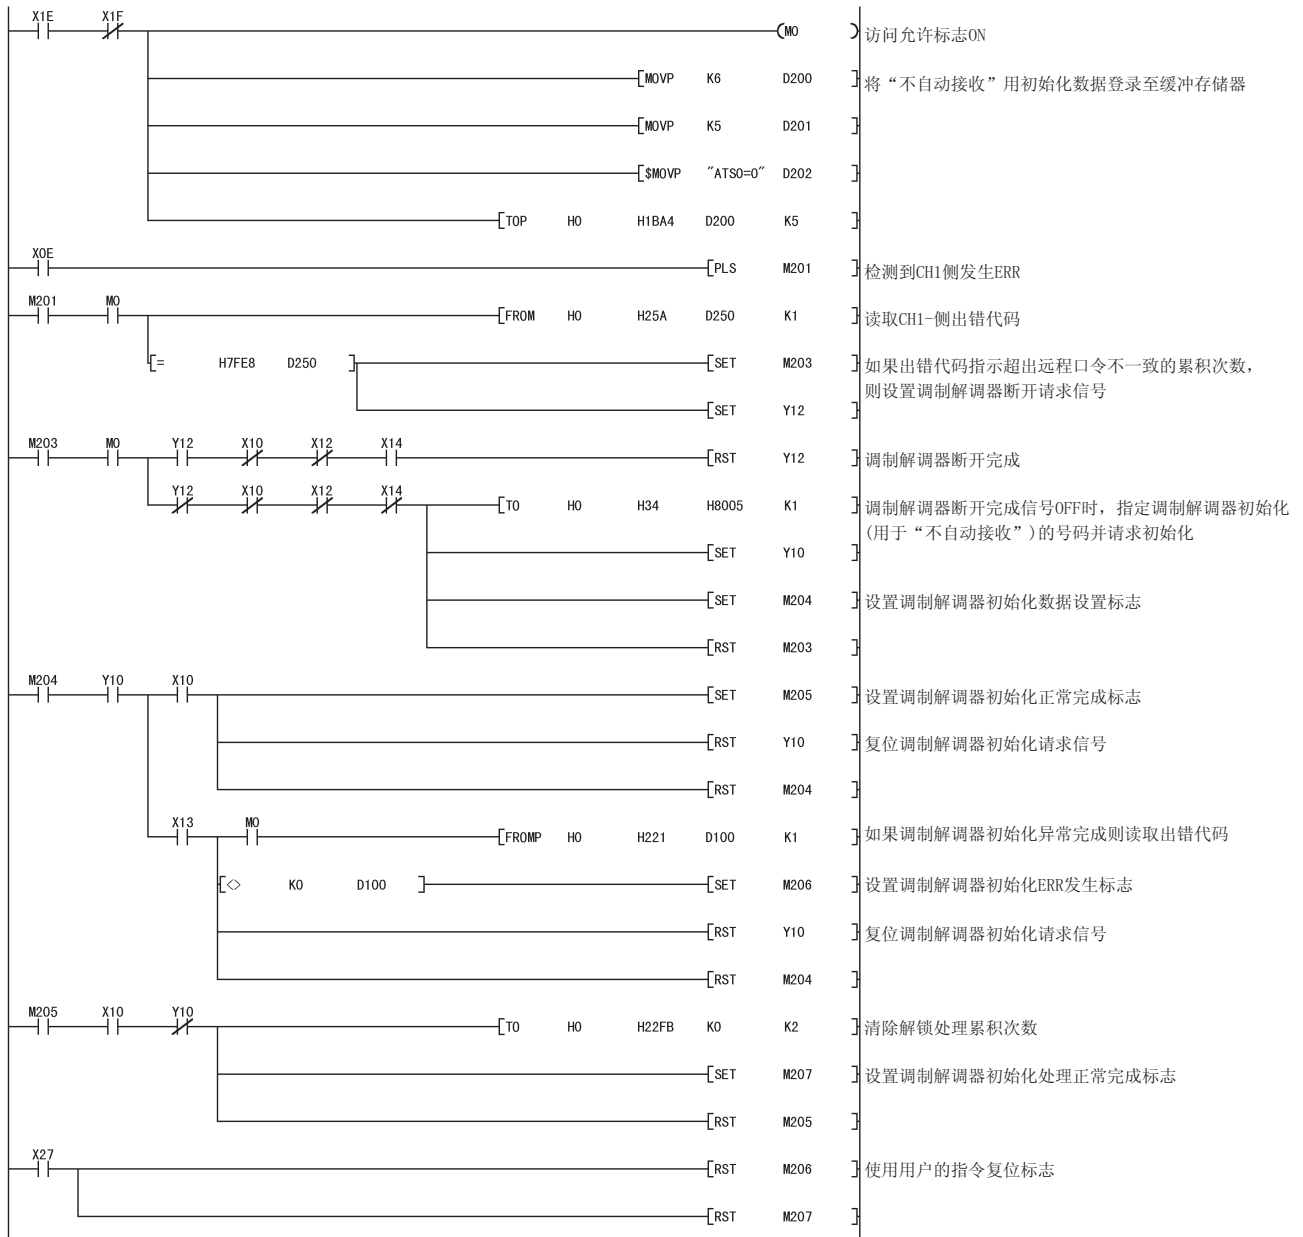 X1E X1F
MO 访问允许标志ON
MOVP K6 D200 将“不自动接收”用初始化数据登录至缓冲存储器
MOVP K5 D201
$MOVP "ATS0=0" D202
TOP H0 H1BA4 D200 K5
X0E
PLS M201 检测到CH1侧发生ERR
M201 M0
FROM H0 H25A D250 K1 读取CH1-侧出错代码
= H7FE8 D250 SET M203 如果出错代码指示超出远程口令不一致的累积次数，
则设置调制解调器断开请求信号
SET Y12
M203 M0 Y12 X10 X12 X14
RST Y12 调制解调器断开完成
Y12 X10 X12 X14
TO H0 H34 H8005 K1 调制解调器断开完成信号OFF时，指定调制解调器初始化
(用于“不自动接收”)的号码并请求初始化
SET Y10
SET M204 设置调制解调器初始化数据设置标志
RST M203
M204 Y10 X10
SET M205 设置调制解调器初始化正常完成标志
RST Y10 复位调制解调器初始化请求信号
RST M204
X13 M0
FROMP H0 H221 D100 K1 如果调制解调器初始化异常完成则读取出错代码
<> K0 D100 SET M206 设置调制解调器初始化ERR发生标志
RST Y10 复位调制解调器初始化请求信号
RST M204
M205 X10 Y10
TO H0 H22FB K0 K2 清除解锁处理累积次数
SET M207 设置调制解调器初始化处理正常完成标志
RST M205
X27
RST M206 使用用户的指令复位标志
RST M207